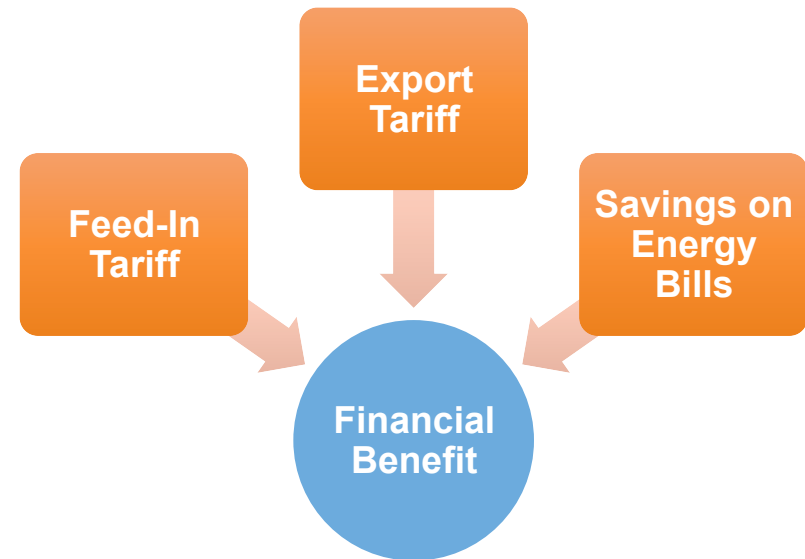 Export
Tariff
Feed-In
Tariff
Savings on
Energy
Bills
Financial
Benefit